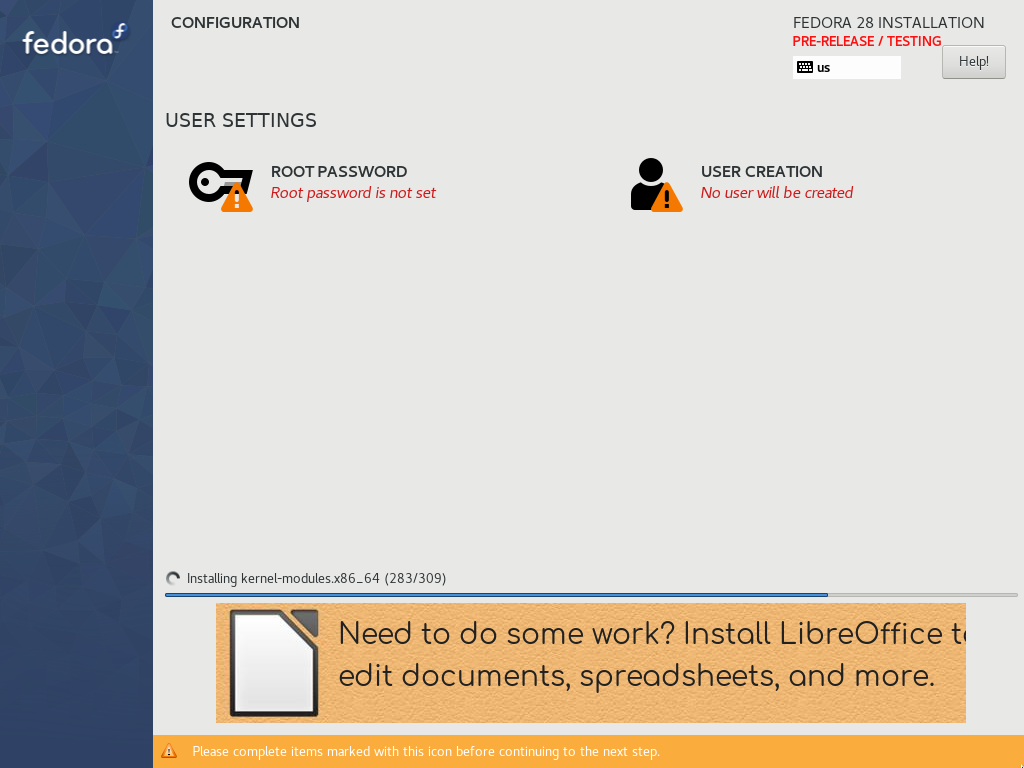 fedora
CONFIGURATION
FEDORA 28 INSTALLATION
PRE-RELEASE / TESTING
us
Help!
USER SETTINGS
ROOT PASSWORD
Root password is not set
USER CREATION
No user will be created
Installing kernel-modules.x86_64 (283/309)
Need to do some work? Install LibreOffice to
edit documents, spreadsheets, and more.
Please complete items marked with this icon before continuing to the next step.